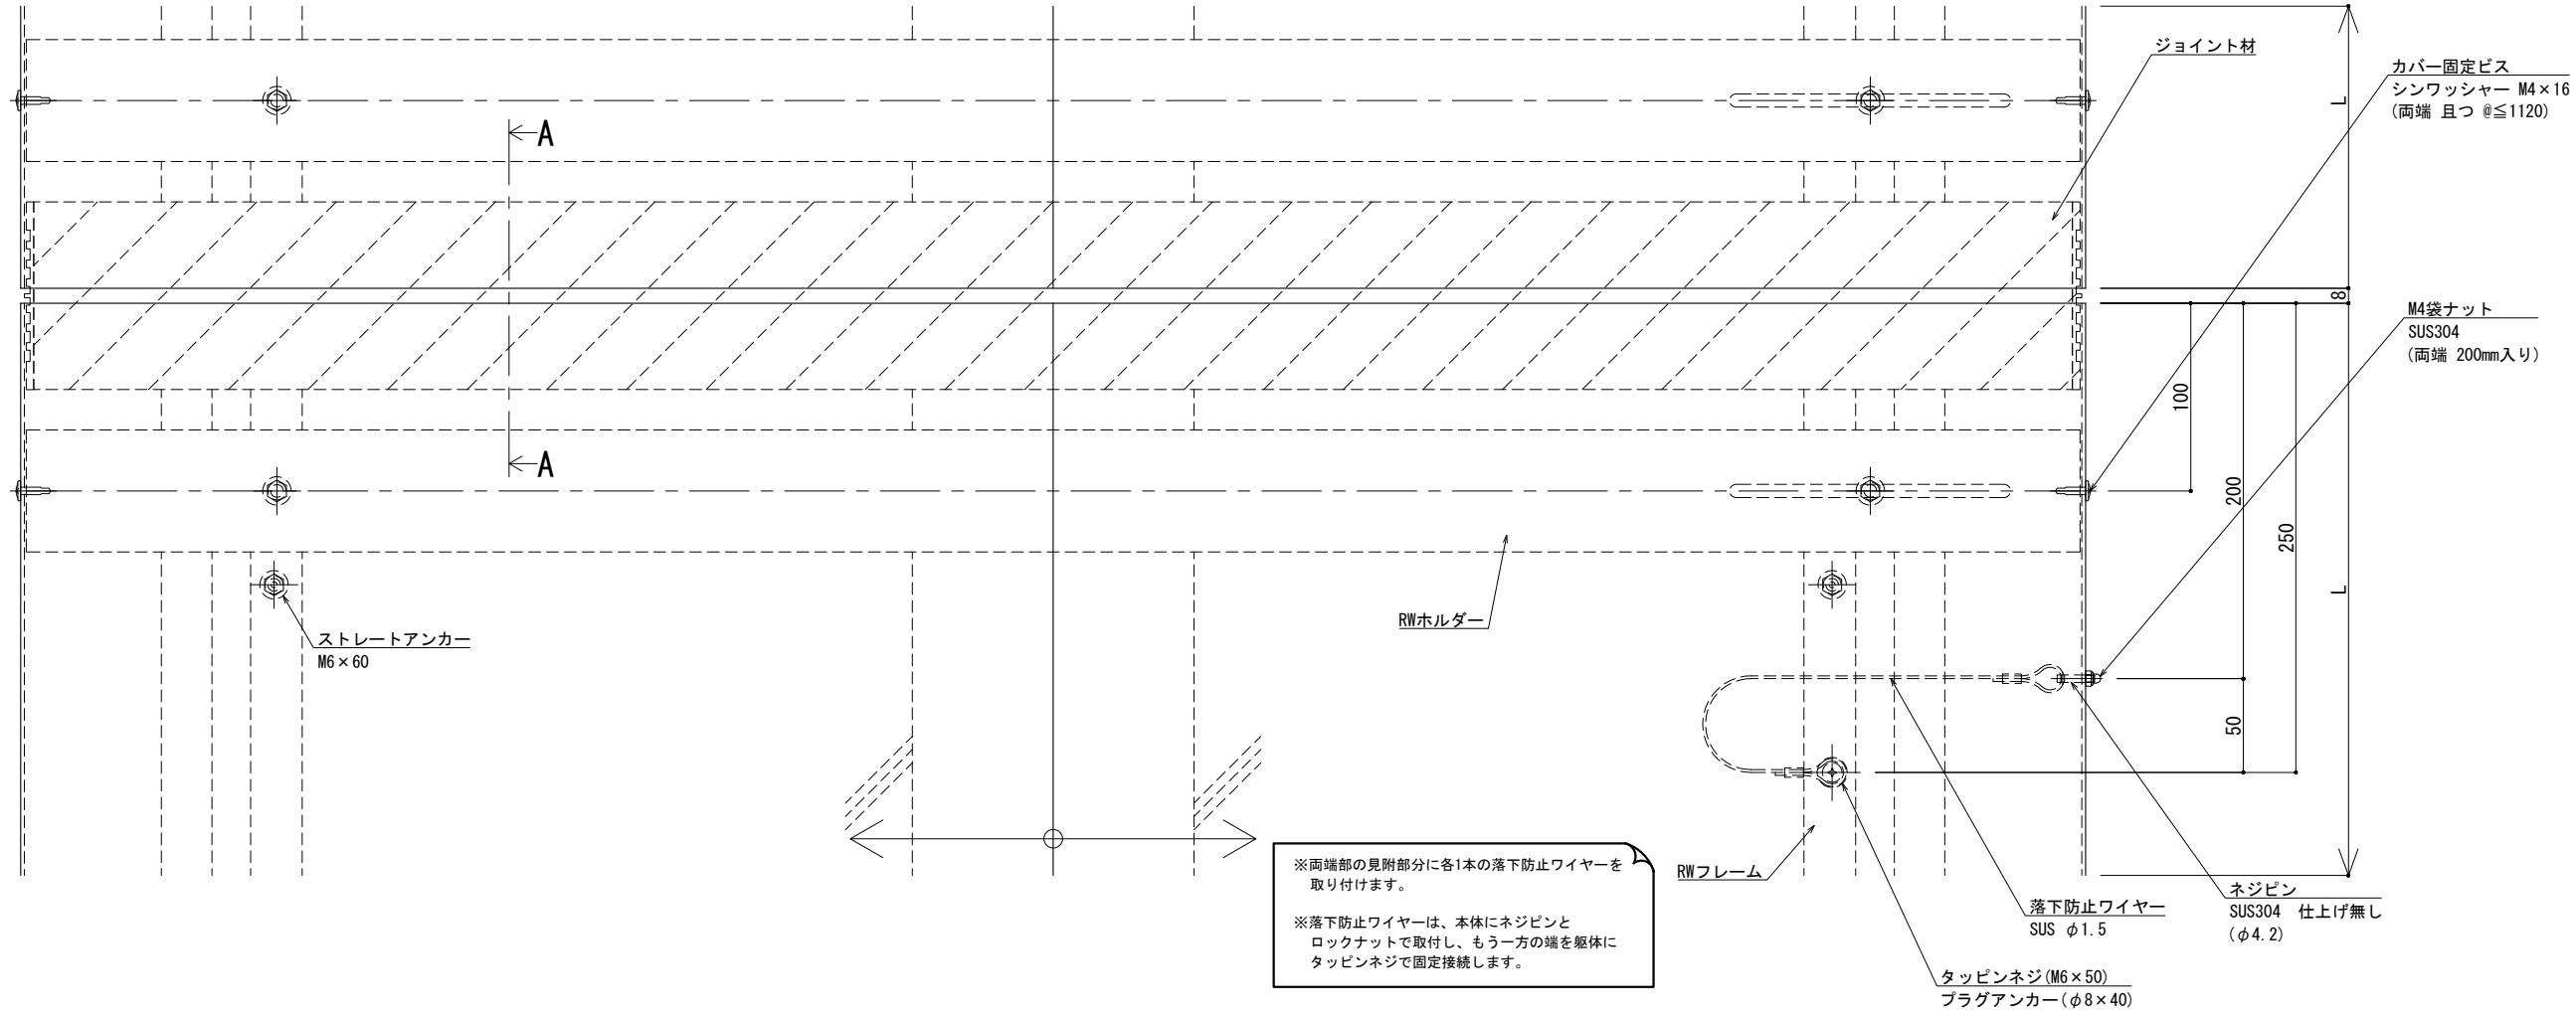 ジョイント材
カバー固定ビス
シンワッシャー M4×16
(両端 且つ @≦1120)
L
A
8
M4袋ナット
SUS304
(両端 200mm入り)
100
A
200
250
L
RWホルダー
ストレートアンカー
M6×60
50
※両端部の見附部分に各1本の落下防止ワイヤーを
取り付けます。
※落下防止ワイヤーは、本体にネジピンと
ロックナットで取付し、もう一方の端を躯体に
タッピンネジで固定接続します。
RWフレーム
ネジピン
SUS304 仕上げ無し
(φ4.2)
落下防止ワイヤー
SUS φ1.5
タッピンネジ(M6×50)
プラグアンカー(φ8×40)